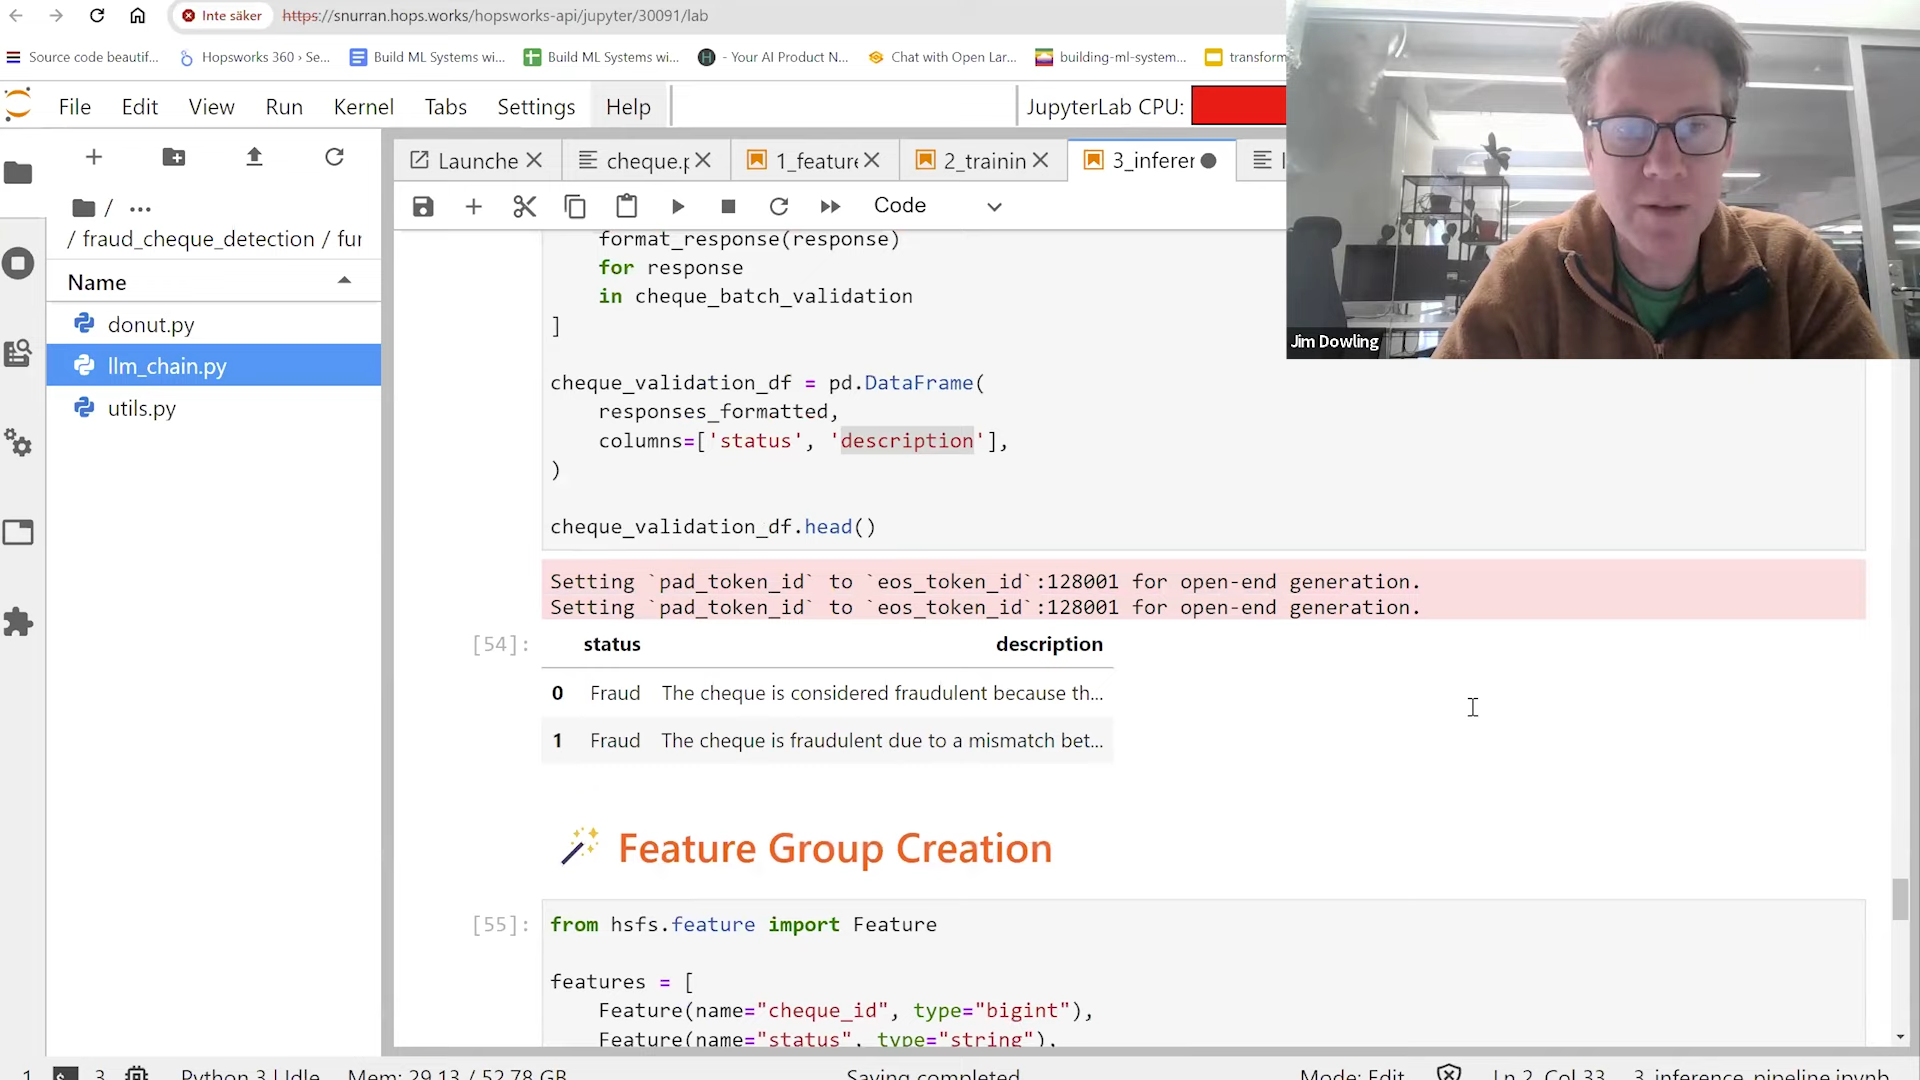 Inte säker https://snurran.hops.works/hopsworks-api/jupyter/30091/lab
Source code beautif... Hopsworks 360 › Se... Build ML Systems wi... Build ML Systems wi... - Your AI Product N... Chat with Open Lar... building-ml-system... transform
File Edit View Run Kernel Tabs Settings Help JupyterLab CPU:
Launche cheque.p 1_feature 2_trainin 3_inferer
Code
/ ...
/ fraud_cheque_detection / fur
Name
donut.py
llm_chain.py
utils.py
format_response(response)
for response
in cheque_batch_validation
]
cheque_validation_df = pd.DataFrame(
responses_formatted,
columns=['status', 'description'],
)
cheque_validation_df.head()
Setting `pad_token_id` to `eos_token_id`:128001 for open-end generation.
Setting `pad_token_id` to `eos_token_id`:128001 for open-end generation.
[54]: status description
0 Fraud The cheque is considered fraudulent because th...
1 Fraud The cheque is fraudulent due to a mismatch bet...
Feature Group Creation
[55]: from hsfs.feature import Feature
features = [
Feature(name="cheque_id", type="bigint"),
Feature(name="status", type="string"),
Jim Dowling
1 3 Python 3 | Idle Mem: 29.13 / 52.78 GB Saving completed Mode: Edit Ln 2, Col 33 3_inference_pipeline.ipynb